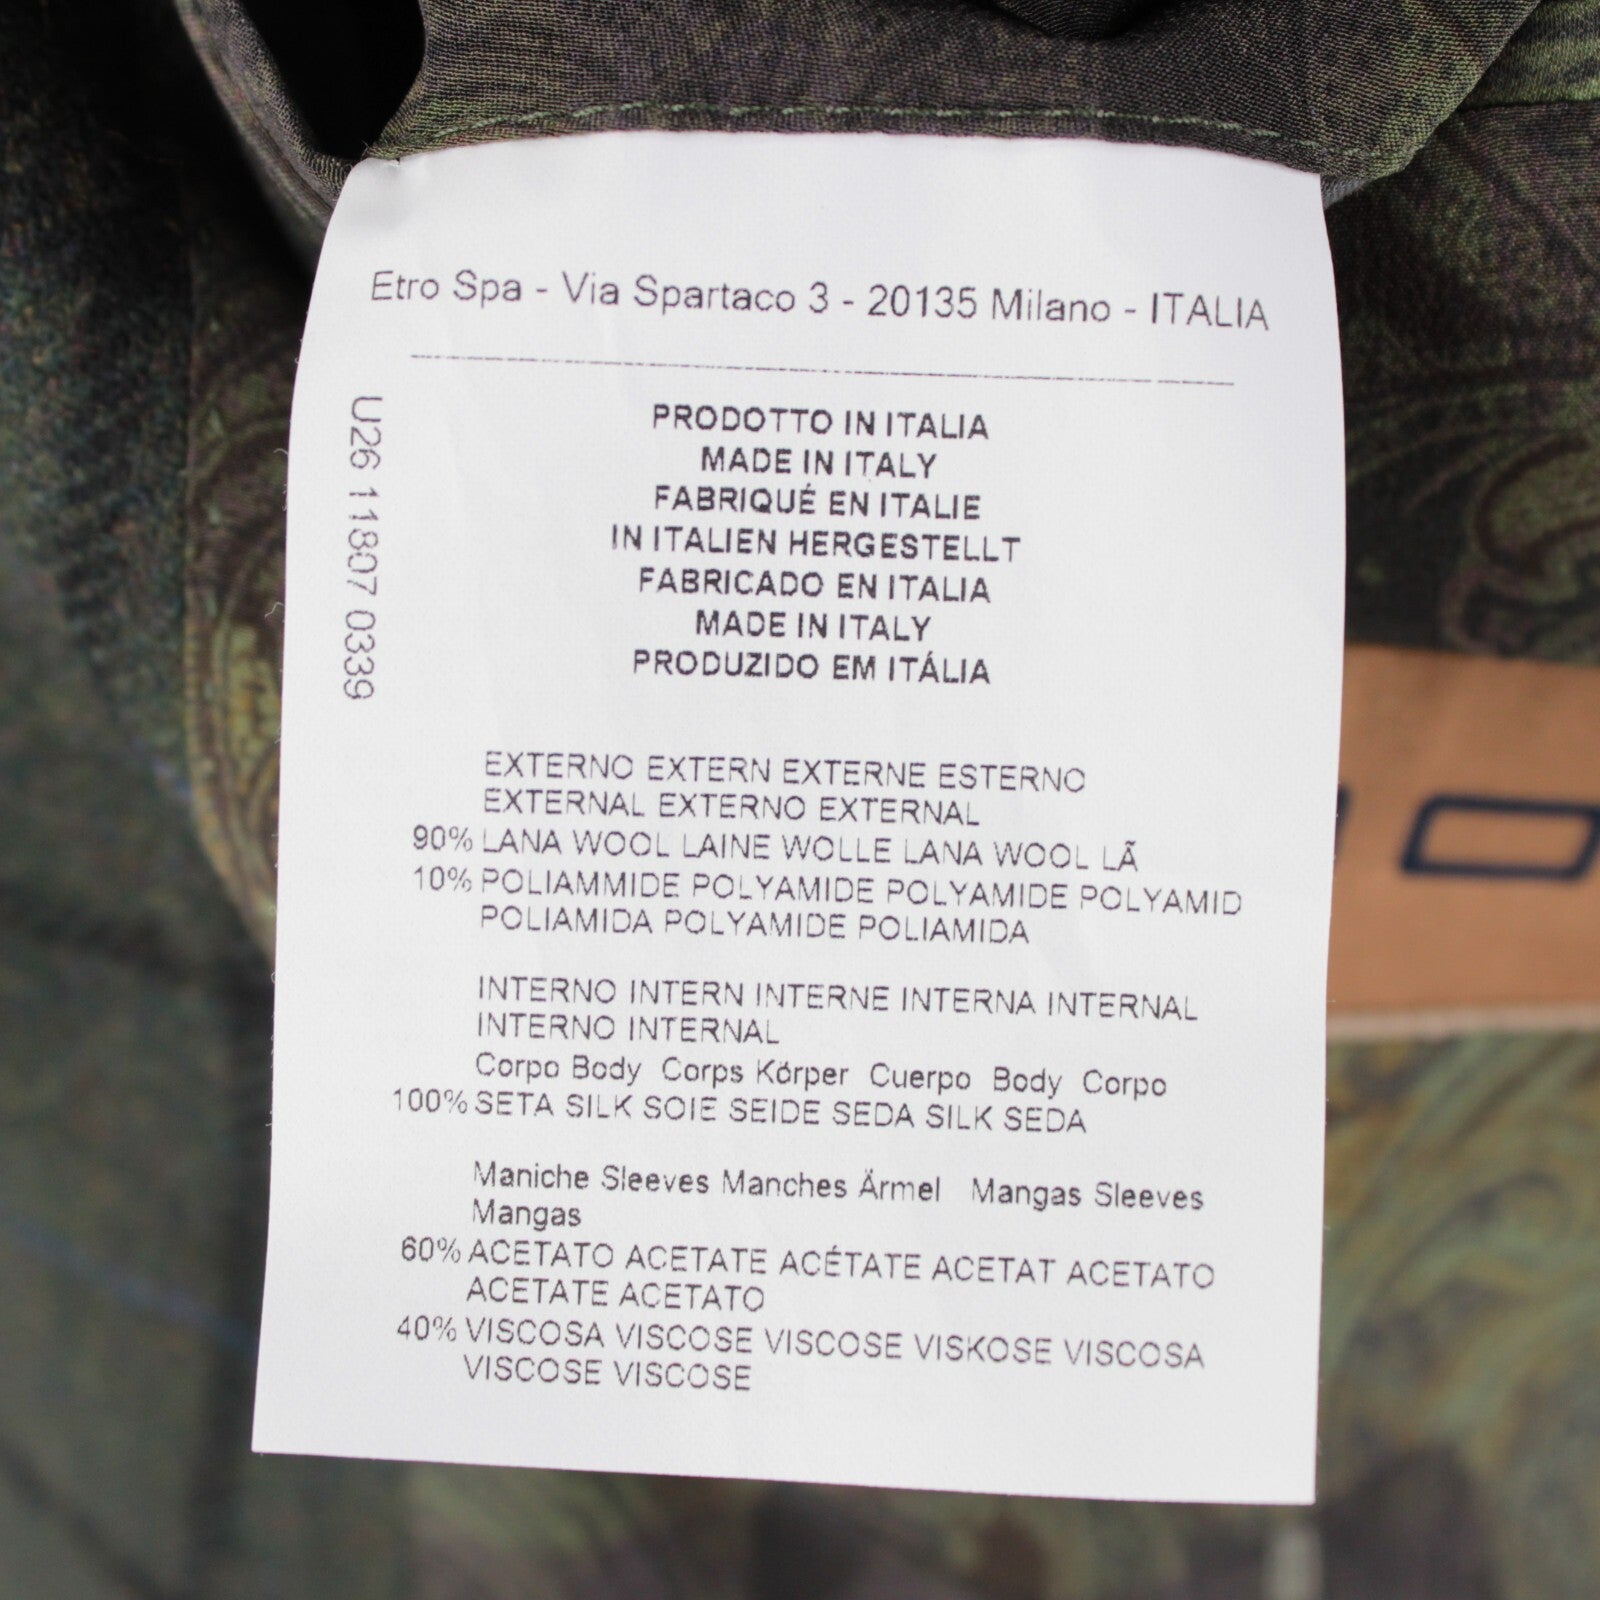 Etro Spa - Via Spartaco 3 - 20135 Milano - ITALIA
U26 11807 0339
PRODOTTO IN ITALIA
MADE IN ITALY
FABRIQUÉ EN ITALIE
IN ITALIEN HERGESTELLT
FABRICADO EN ITALIA
MADE IN ITALY
PRODUZIDO EM ITÁLIA
EXTERNO EXTERN EXTERNE ESTERNO
EXTERNAL EXTERNO EXTERNAL
90% LANA WOOL LAINE WOLLE LANA WOOL LÃ
10% POLIAMMIDE POLYAMIDE POLYAMIDE POLYAMID
POLIAMIDA POLYAMIDE POLIAMIDA
INTERNO INTERN INTERNE INTERNA INTERNAL
INTERNO INTERNAL
Corpo Body Corps Körper Cuerpo Body Corpo
100% SETA SILK SOIE SEIDE SEDA SILK SEDA
Maniche Sleeves Manches Ärmel Mangas Sleeves
Mangas
60% ACETATO ACETATE ACÉTATE ACETAT ACETATO
ACETATE ACETATO
40% VISCOSA VISCOSE VISCOSE VISKOSE VISCOSA
VISCOSE VISCOSE